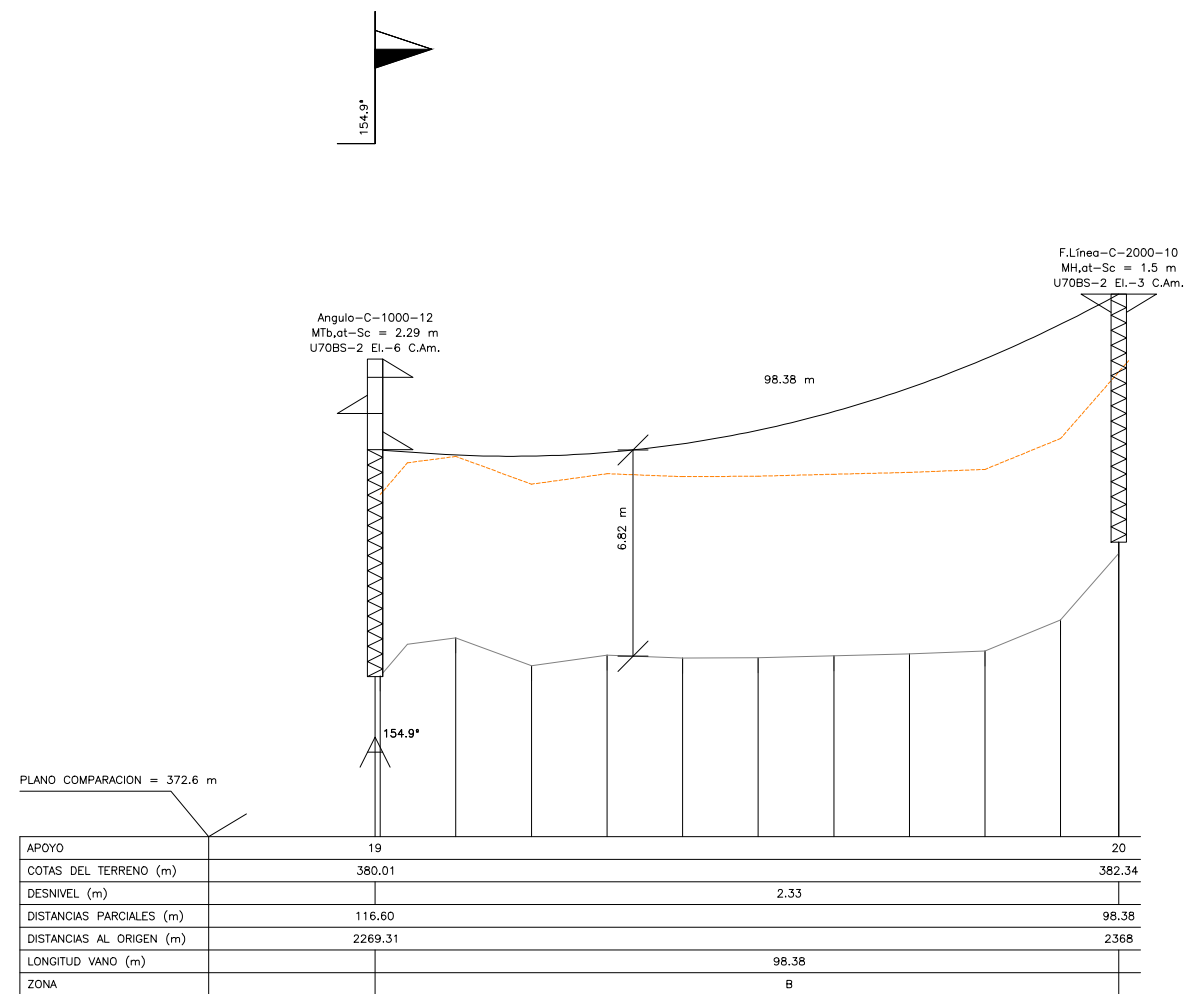 154.9°
F.Línea-C-2000-10
MH,at-Sc = 1.5 m
U70BS-2 El.-3 C.Am.
Angulo-C-1000-12
MTb,at-Sc = 2.29 m
U70BS-2 El.-6 C.Am.
98.38 m
6.82 m
154.9°
PLANO COMPARACION = 372.6 m
APOYO 19 20
COTAS DEL TERRENO (m) 380.01 382.34
DESNIVEL (m) 2.33
DISTANCIAS PARCIALES (m) 116.60 98.38
DISTANCIAS AL ORIGEN (m) 2269.31 2368
LONGITUD VANO (m) 98.38
ZONA B